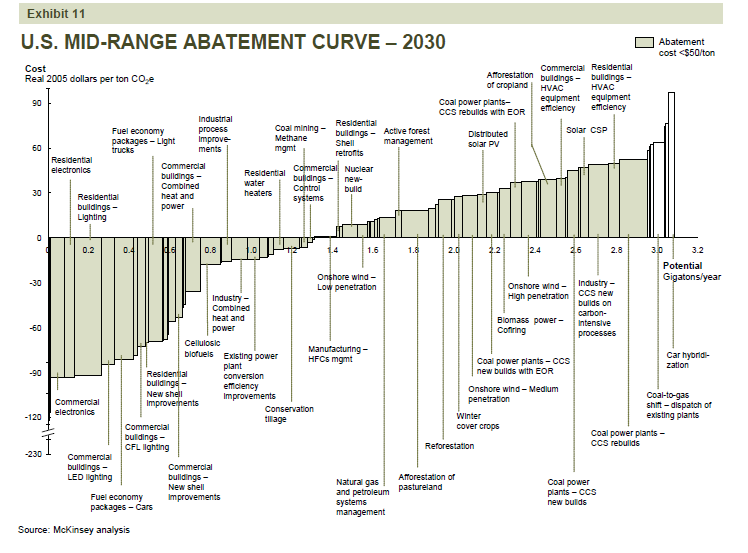 Exhibit 11
U.S. MID-RANGE ABATEMENT CURVE – 2030
Abatement
cost <$50/ton
Cost
Real 2005 dollars per ton CO2e
90
60
30
0
-30
-60
-90
-120
-230
0
0.2
0.4
0.6
0.8
1.0
1.2
1.4
1.6
1.8
2.0
2.2
2.4
2.6
2.8
3.0
3.2
Potential
Gigatons/year
Residential
electronics
Residential
buildings –
Lighting
Fuel economy
packages – Light
trucks
Commercial
buildings –
Combined
heat and
power
Industrial
process
improve-
ments
Residential
water
heaters
Coal mining –
Methane
mgmt
Commercial
buildings –
Control
systems
Residential
buildings –
Shell
retrofits
Nuclear
new-
build
Active forest
management
Coal power plants–
CCS rebuilds with EOR
Distributed
solar PV
Afforestation
of cropland
Commercial
buildings –
HVAC
equipment
efficiency
Solar CSP
Residential
buildings –
HVAC
equipment
efficiency
Commercial
electronics
Commercial
buildings –
LED lighting
Fuel economy
packages – Cars
Commercial
buildings –
CFL lighting
Residential
buildings –
New shell
improvements
Commercial
buildings –
New shell
improvements
Cellulosic
biofuels
Industry –
Combined
heat and
power
Existing power
plant
conversion
efficiency
improvements
Conservation
tillage
Manufacturing –
HFCs mgmt
Onshore wind –
Low penetration
Natural gas
and petroleum
systems
management
Afforestation of
pastureland
Reforestation
Winter
cover crops
Onshore wind – Medium
penetration
Coal power plants – CCS
new builds with EOR
Biomass power –
Cofiring
Onshore wind –
High penetration
Coal power
plants – CCS
new builds
Industry –
CCS new
builds on
carbon-
intensive
processes
Coal power plants –
CCS rebuilds
Coal-to-gas
shift – dispatch of
existing plants
Car hybridi-
zation
Source: McKinsey analysis